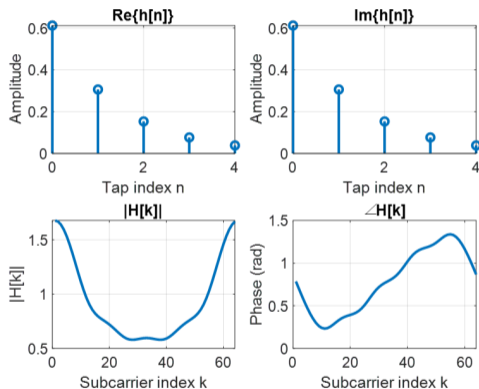 Re{h[n]}
Amplitude
0.6
0.4
0.2
0
0 2 4
Tap index n
Im{h[n]}
Amplitude
0.6
0.4
0.2
0
0 2 4
Tap index n
|H[k]|
|H[k]|
1.5
1
0.5
0 20 40 60
Subcarrier index k
∠H[k]
Phase (rad)
1.5
1
0.5
0
0 20 40 60
Subcarrier index k